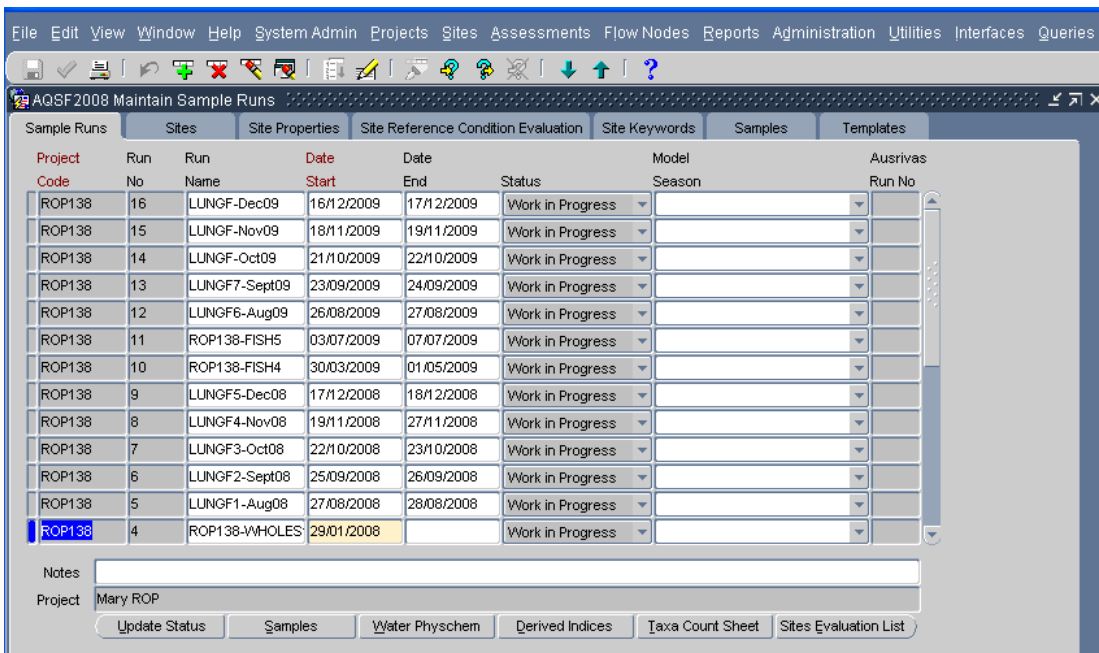 File Edit View Window Help System Admin Projects Sites Assessments Flow Nodes Reports Administration Utilities Interfaces Queries
AQSF2008 Maintain Sample Runs
Sample Runs Sites Site Properties Site Reference Condition Evaluation Site Keywords Samples Templates
Project Run Run Date Date Model Ausrivas
Code No Name Start End Status Season Run No
ROP138 16 LUNGF-Dec09 16/12/2009 17/12/2009 Work in Progress
ROP138 15 LUNGF-Nov09 18/11/2009 19/11/2009 Work in Progress
ROP138 14 LUNGF-Oct09 21/10/2009 22/10/2009 Work in Progress
ROP138 13 LUNGF7-Sept09 23/09/2009 24/09/2009 Work in Progress
ROP138 12 LUNGF6-Aug09 26/08/2009 27/08/2009 Work in Progress
ROP138 11 ROP138-FISH5 03/07/2009 07/07/2009 Work in Progress
ROP138 10 ROP138-FISH4 30/03/2009 01/05/2009 Work in Progress
ROP138 9 LUNGF5-Dec08 17/12/2008 18/12/2008 Work in Progress
ROP138 8 LUNGF4-Nov08 19/11/2008 27/11/2008 Work in Progress
ROP138 7 LUNGF3-Oct08 22/10/2008 23/10/2008 Work in Progress
ROP138 6 LUNGF2-Sept08 25/09/2008 26/09/2008 Work in Progress
ROP138 5 LUNGF1-Aug08 27/08/2008 28/08/2008 Work in Progress
ROP138 4 ROP138-WHOLES 29/01/2008 Work in Progress
Notes
Project Mary ROP
Update Status Samples Water Physchem Derived Indices Taxa Count Sheet Sites Evaluation List